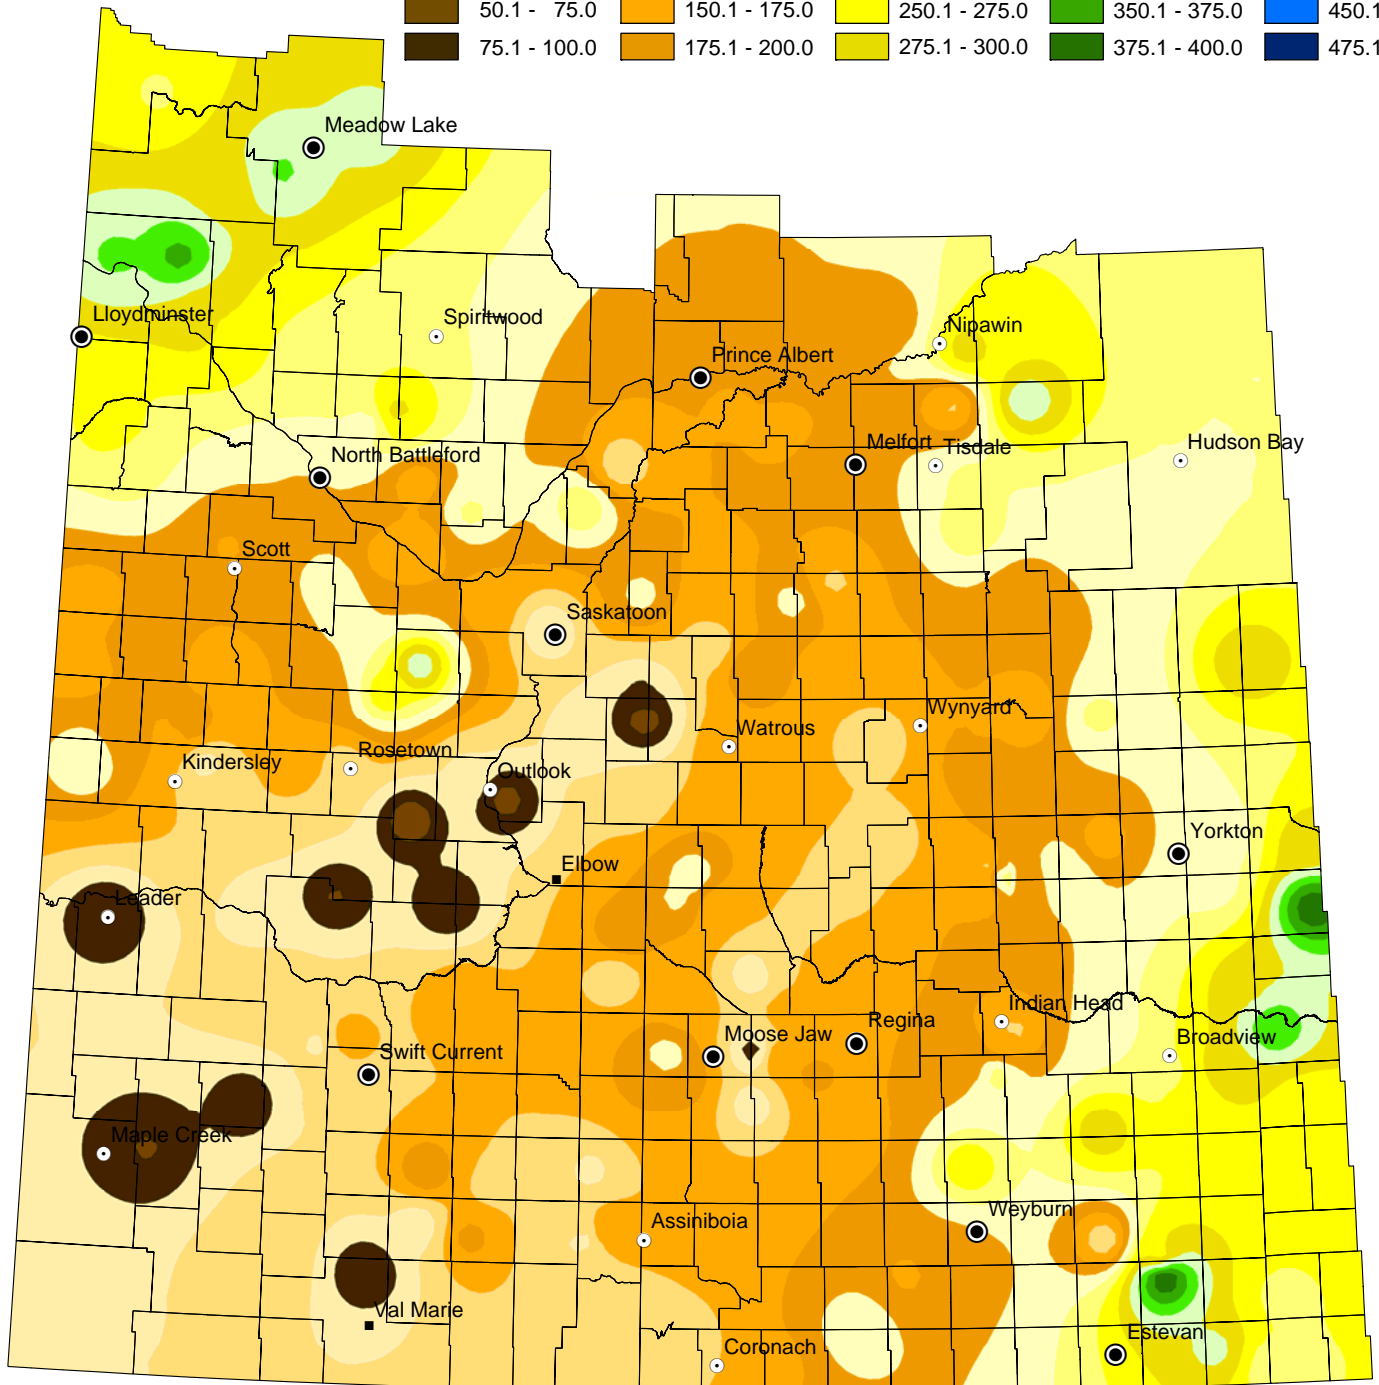 50.1 - 75.0 150.1 - 175.0 250.1 - 275.0 350.1 - 375.0 450.1
75.1 - 100.0 175.1 - 200.0 275.1 - 300.0 375.1 - 400.0 475.1
Meadow Lake
Lloydminster
Spiritwood
Nipawin
Prince Albert
North Battleford
Melfort
Tisdale
Hudson Bay
Scott
Saskatoon
Wynyard
Watrous
Kindersley
Rosetown
Outlook
Yorkton
Elbow
Leader
Indian Head
Regina
Moose Jaw
Broadview
Swift Current
Maple Creek
Weyburn
Assiniboia
Val Marie
Estevan
Coronach